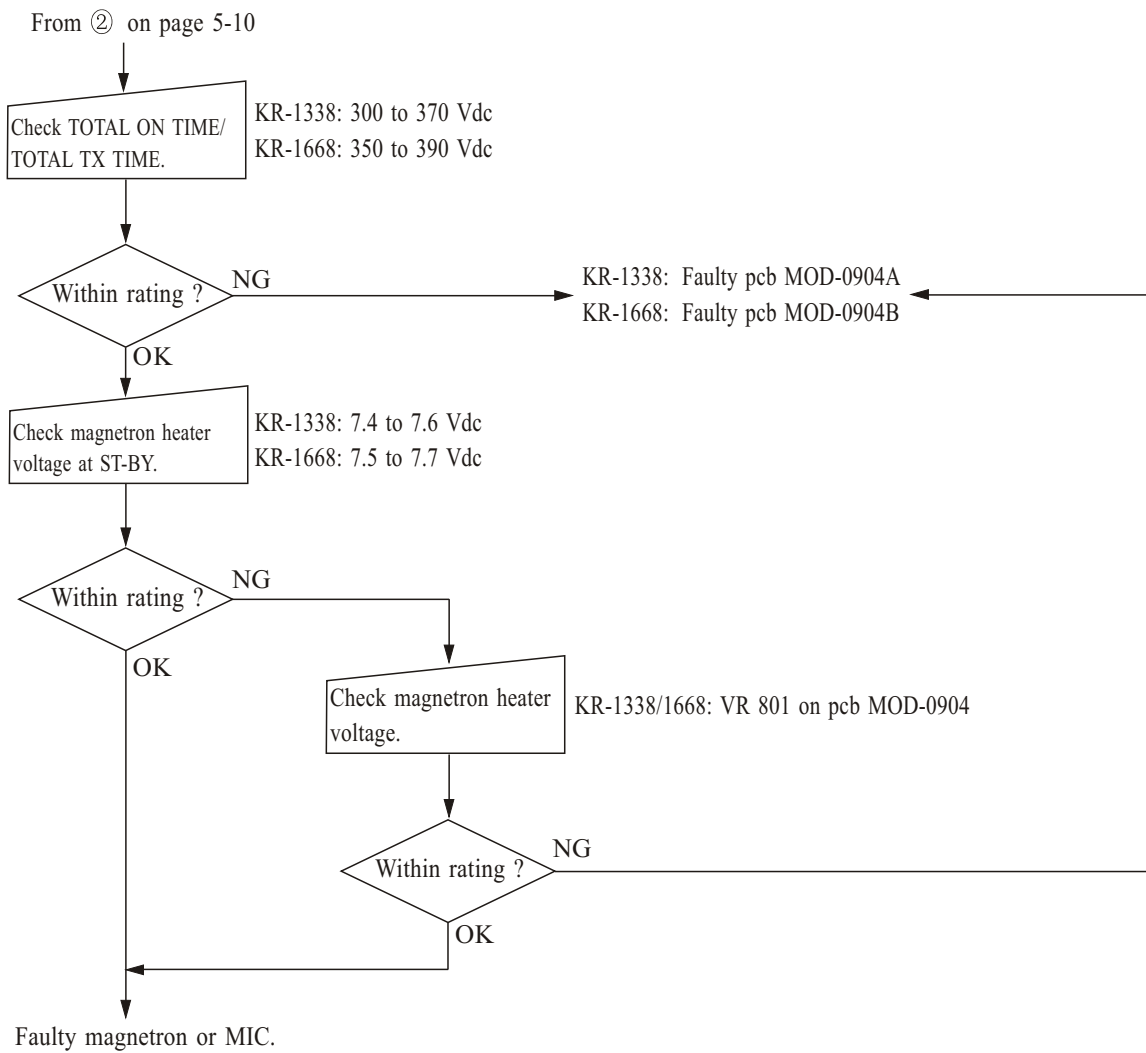 From ② on page 5-10
Check TOTAL ON TIME/
TOTAL TX TIME.
KR-1338: 300 to 370 Vdc
KR-1668: 350 to 390 Vdc
Within rating ?
NG
KR-1338: Faulty pcb MOD-0904A
KR-1668: Faulty pcb MOD-0904B
OK
Check magnetron heater
voltage at ST-BY.
KR-1338: 7.4 to 7.6 Vdc
KR-1668: 7.5 to 7.7 Vdc
Within rating ?
NG
OK
Check magnetron heater
voltage.
KR-1338/1668: VR 801 on pcb MOD-0904
Within rating ?
NG
OK
Faulty magnetron or MIC.